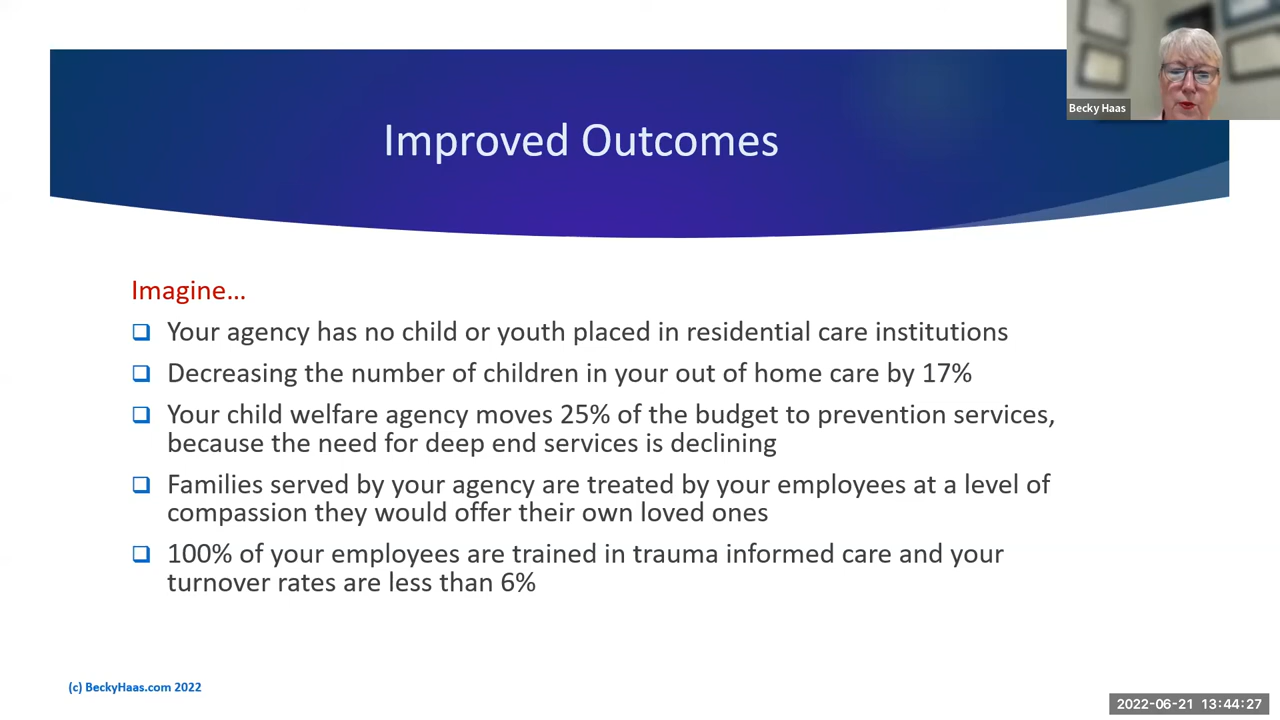 Becky Haas
Improved Outcomes
Imagine…
Your agency has no child or youth placed in residential care institutions
Decreasing the number of children in your out of home care by 17%
Your child welfare agency moves 25% of the budget to prevention services,
because the need for deep end services is declining
Families served by your agency are treated by your employees at a level of
compassion they would offer their own loved ones
100% of your employees are trained in trauma informed care and your
turnover rates are less than 6%
(c) BeckyHaas.com 2022
2022-06-21 13:44:27